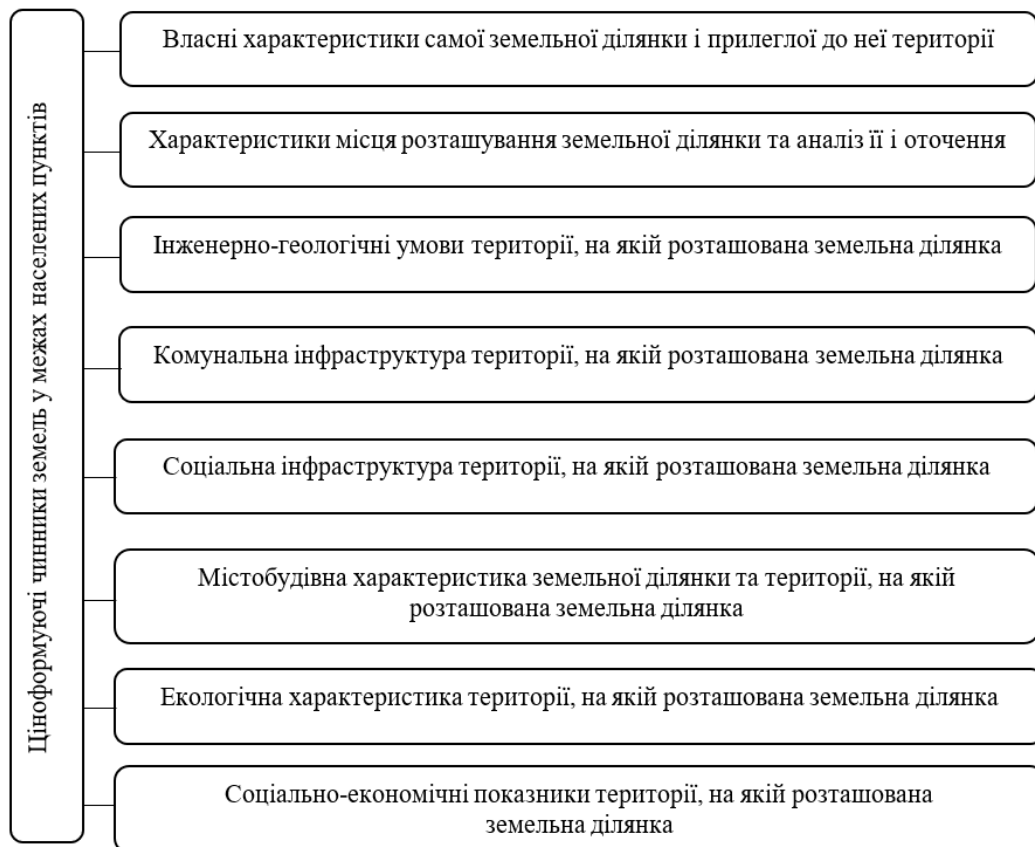 Ціноформуючі чинники земель у межах населених пунктів
Власні характеристики самої земельної ділянки і прилеглої до неї території
Характеристики місця розташування земельної ділянки та аналіз її і оточення
Інженерно-геологічні умови території, на якій розташована земельна ділянка
Комунальна інфраструктура території, на якій розташована земельна ділянка
Соціальна інфраструктура території, на якій розташована земельна ділянка
Містобудівна характеристика земельної ділянки та території, на якій
розташована земельна ділянка
Екологічна характеристика території, на якій розташована земельна ділянка
Соціально-економічні показники території, на якій розташована
земельна ділянка